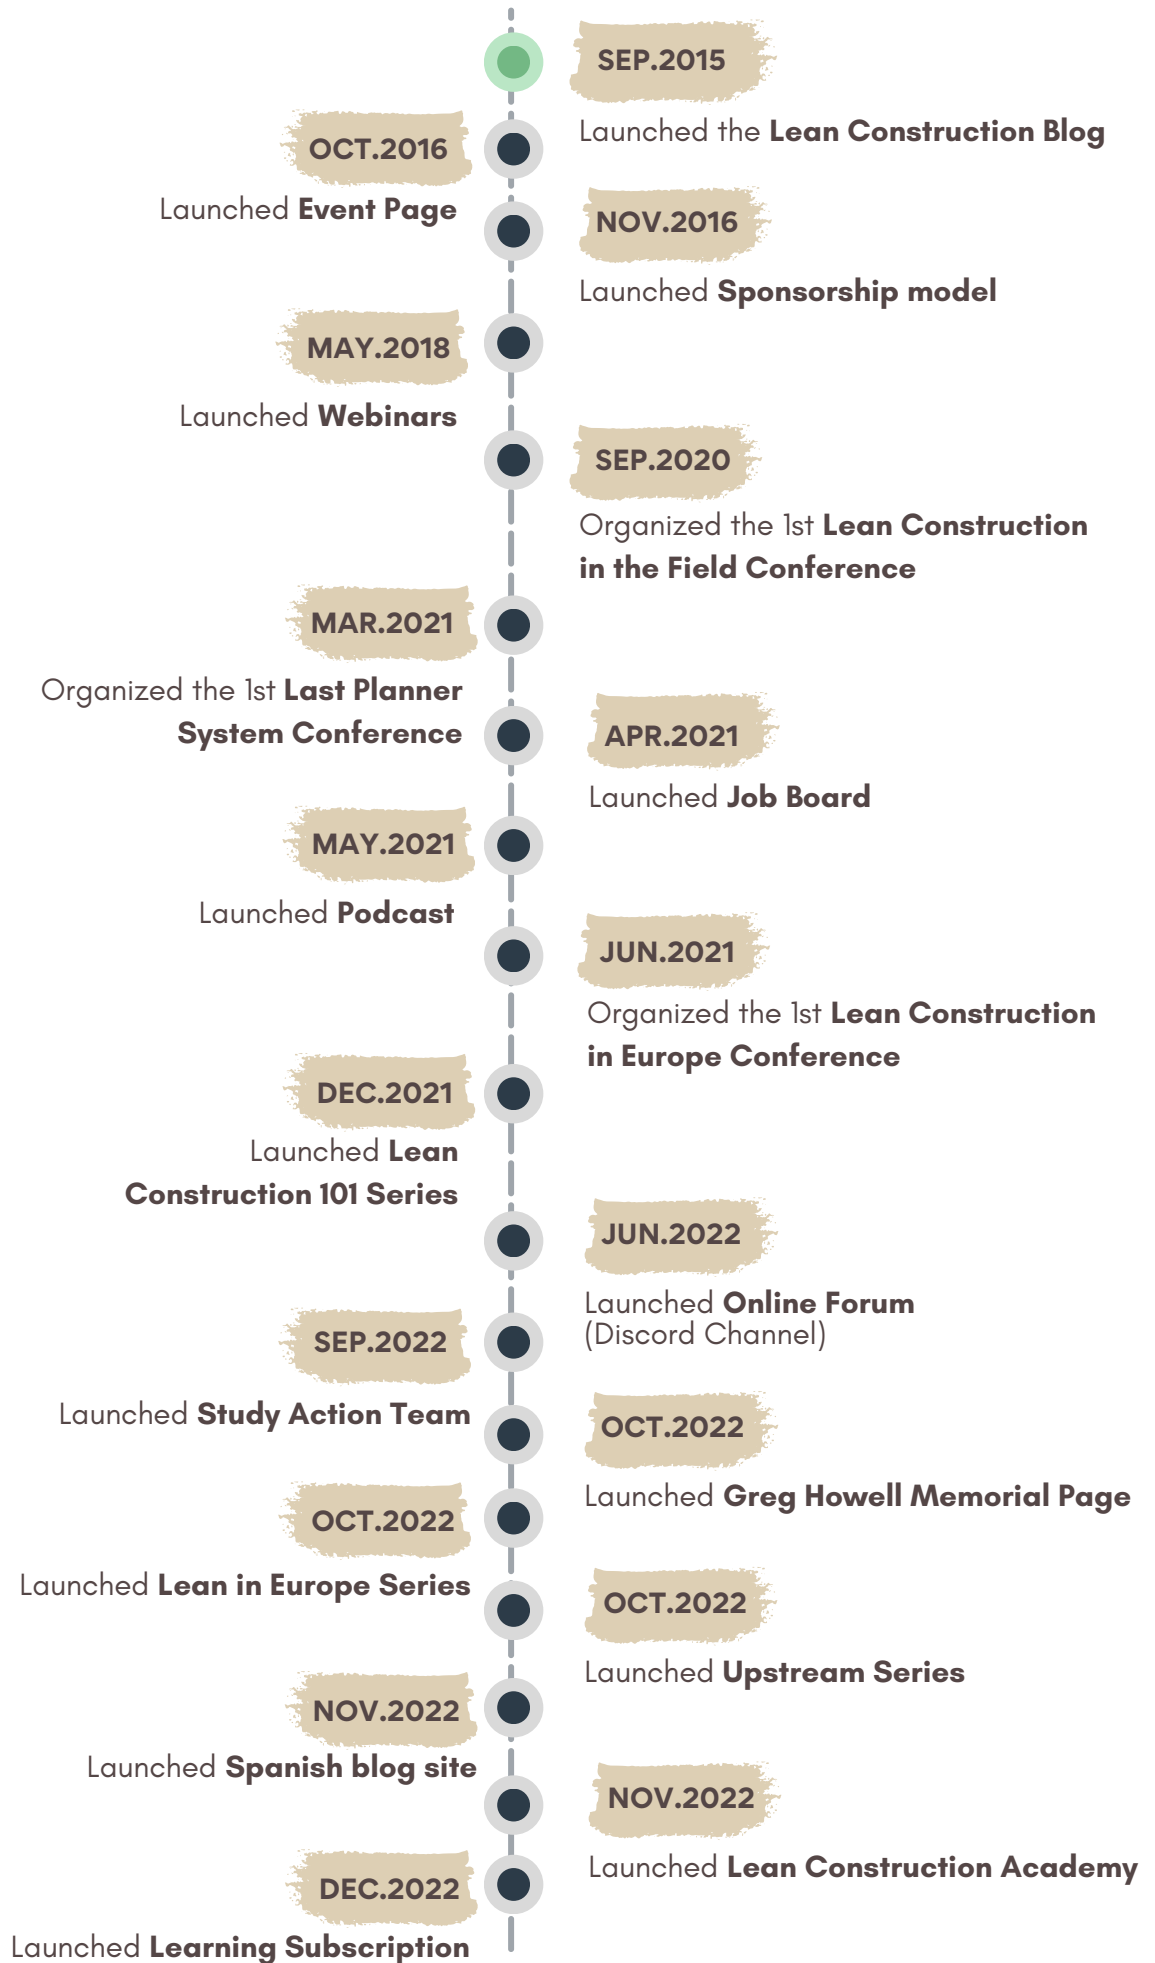 SEP.2015
Launched the Lean Construction Blog
OCT.2016
Launched Event Page
NOV.2016
Launched Sponsorship model
MAY.2018
Launched Webinars
SEP.2020
Organized the 1st Lean Construction
in the Field Conference
MAR.2021
Organized the 1st Last Planner
System Conference
APR.2021
Launched Job Board
MAY.2021
Launched Podcast
JUN.2021
Organized the 1st Lean Construction
in Europe Conference
DEC.2021
Launched Lean
Construction 101 Series
JUN.2022
Launched Online Forum
(Discord Channel)
SEP.2022
Launched Study Action Team
OCT.2022
Launched Greg Howell Memorial Page
OCT.2022
Launched Lean in Europe Series
OCT.2022
Launched Upstream Series
NOV.2022
Launched Spanish blog site
NOV.2022
Launched Lean Construction Academy
DEC.2022
Launched Learning Subscription